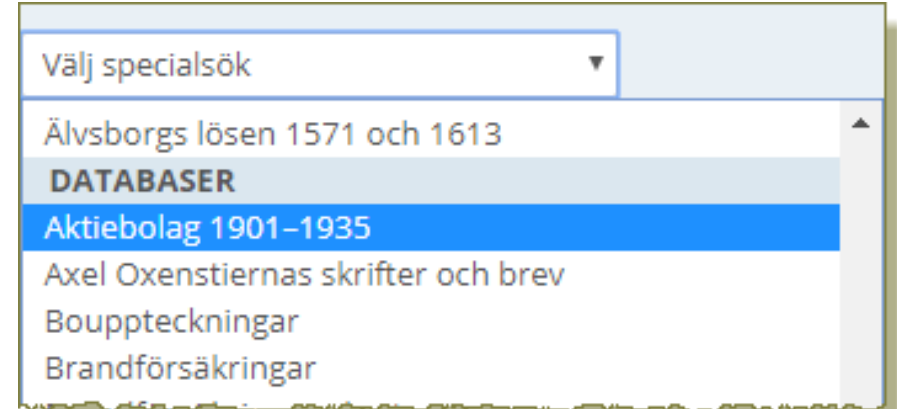 Välj specialsök
Älvsborgs lösen 1571 och 1613
DATABASER
Aktiebolag 1901–1935
Axel Oxenstiernas skrifter och brev
Bouppteckningar
Brandförsäkringar